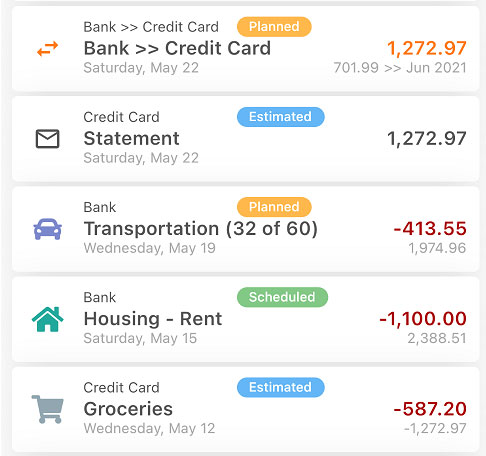 Bank >> Credit Card Planned
Bank >> Credit Card 1,272.97
Saturday, May 22 701.99 >> Jun 2021
Credit Card Estimated
Statement 1,272.97
Saturday, May 22
Bank Planned
Transportation (32 of 60) -413.55
Wednesday, May 19 1,974.96
Bank Scheduled
Housing - Rent -1,100.00
Saturday, May 15 2,388.51
Credit Card Estimated
Groceries -587.20
Wednesday, May 12 -1,272.97